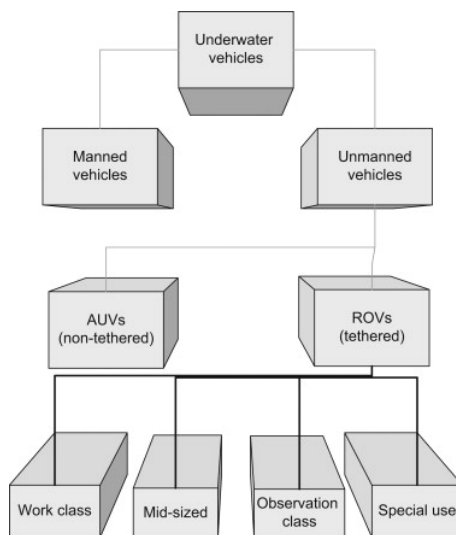 Underwater
vehicles
Manned
vehicles
Unmanned
vehicles
AUVs
(non-tethered)
ROVs
(tethered)
Work class
Mid-sized
Observation
class
Special use